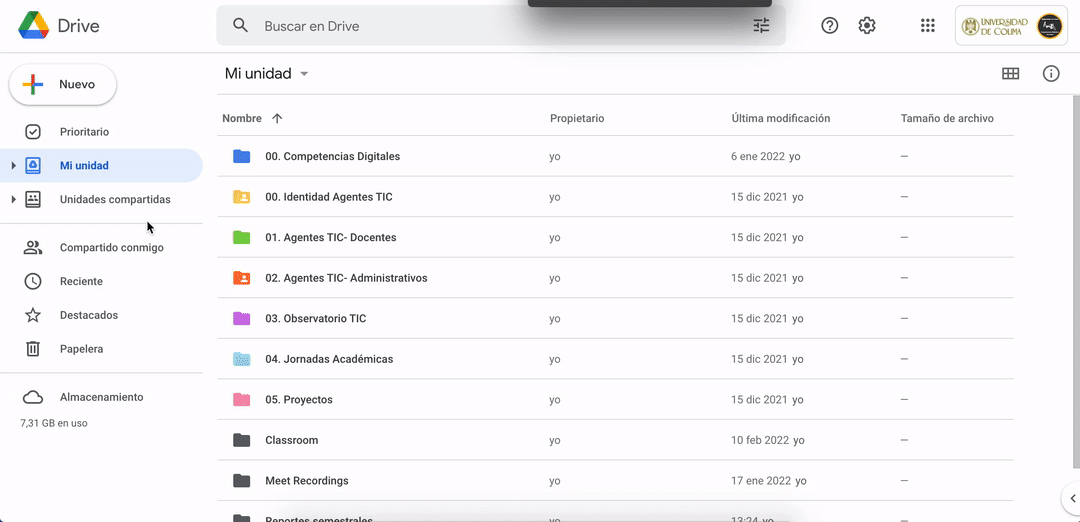 Drive
Buscar en Drive
UNIVERSIDAD
DE COLIMA
Nuevo
Mi unidad
Prioritario
Mi unidad
Unidades compartidas
Compartido conmigo
Reciente
Destacados
Papelera
Almacenamiento
7,31 GB en uso
Nombre Propietario Última modificación Tamaño de archivo
00. Competencias Digitales yo 6 ene 2022 yo —
00. Identidad Agentes TIC yo 15 dic 2021 yo —
01. Agentes TIC- Docentes yo 15 dic 2021 yo —
02. Agentes TIC- Administrativos yo 15 dic 2021 yo —
03. Observatorio TIC yo 15 dic 2021 yo —
04. Jornadas Académicas yo 15 dic 2021 yo —
05. Proyectos yo 15 dic 2021 yo —
Classroom yo 10 feb 2022 yo —
Meet Recordings yo 17 ene 2022 yo —
Reportes semestrales yo 13:24 yo —